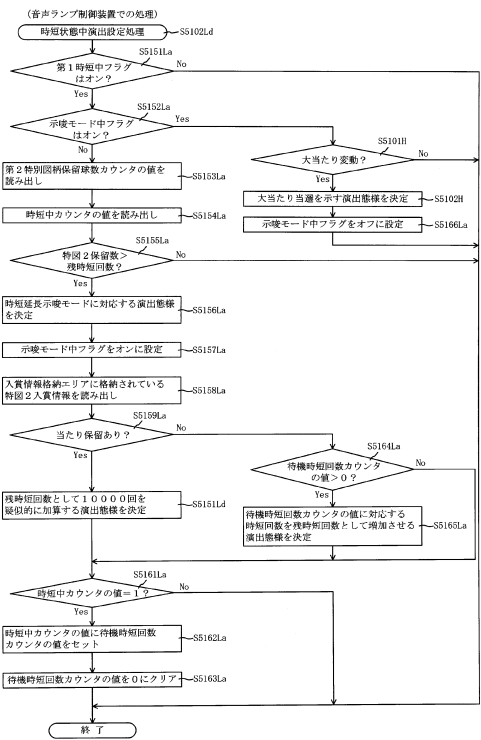 (音声ランプ制御装置での処理)
時短状態中演出設定処理
S5102Ld
S5151La
第1時短中フラグ
はオン?
No
Yes
S5152La
示唆モード中フラグ
はオン?
Yes
No
S5101H
大当たり変動?
No
Yes
第2特別図柄保留球数カウンタの値を
読み出し
S5153La
大当たり当選を示す演出態様を決定
S5102H
時短中カウンタの値を読み出し
S5154La
示唆モード中フラグをオフに設定
S5166La
S5155La
特図2保留数>
残時短回数?
No
Yes
時短延長示唆モードに対応する演出態様
を決定
S5156La
示唆モード中フラグをオンに設定
S5157La
入賞情報格納エリアに格納されている
特図2入賞情報を読み出し
S5158La
S5159La
当たり保留あり?
No
Yes
S5164La
待機時短回数カウンタ
の値>0?
No
Yes
残時短回数として10000回を
疑似的に加算する演出態様を決定
S5151Ld
待機時短回数カウンタの値に対応する
時短回数を残時短回数として増加させる
演出態様を決定
S5165La
S5161La
時短中カウンタの値=1?
No
Yes
時短中カウンタの値に待機時短回数
カウンタの値をセット
S5162La
待機時短回数カウンタの値を0にクリア
S5163La
終了